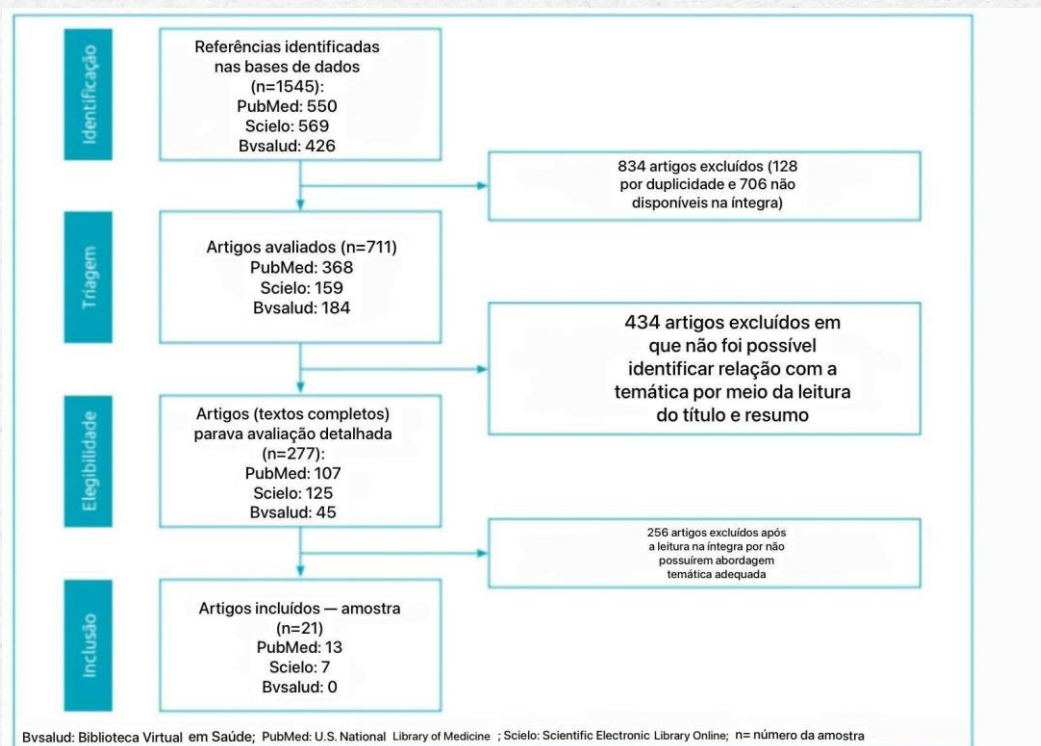 Identificação
Referências identificadas
nas bases de dados
(n=1545):
PubMed: 550
Scielo: 569
Bvsalud: 426
834 artigos excluídos (128
por duplicidade e 706 não
disponíveis na íntegra)
Triagem
Artigos avaliados (n=711)
PubMed: 368
Scielo: 159
Bvsalud: 184
434 artigos excluídos em
que não foi possível
identificar relação com a
temática por meio da leitura
do título e resumo
Elegibilidade
Artigos (textos completos)
parava avaliação detalhada
(n=277):
PubMed: 107
Scielo: 125
Bvsalud: 45
256 artigos excluídos após
a leitura na íntegra por não
possuírem abordagem
temática adequada
Inclusão
Artigos incluídos — amostra
(n=21)
PubMed: 13
Scielo: 7
Bvsalud: 0
Bvsalud: Biblioteca Virtual em Saúde; PubMed: U.S. National Library of Medicine ; Scielo: Scientific Electronic Library Online; n= número da amostra